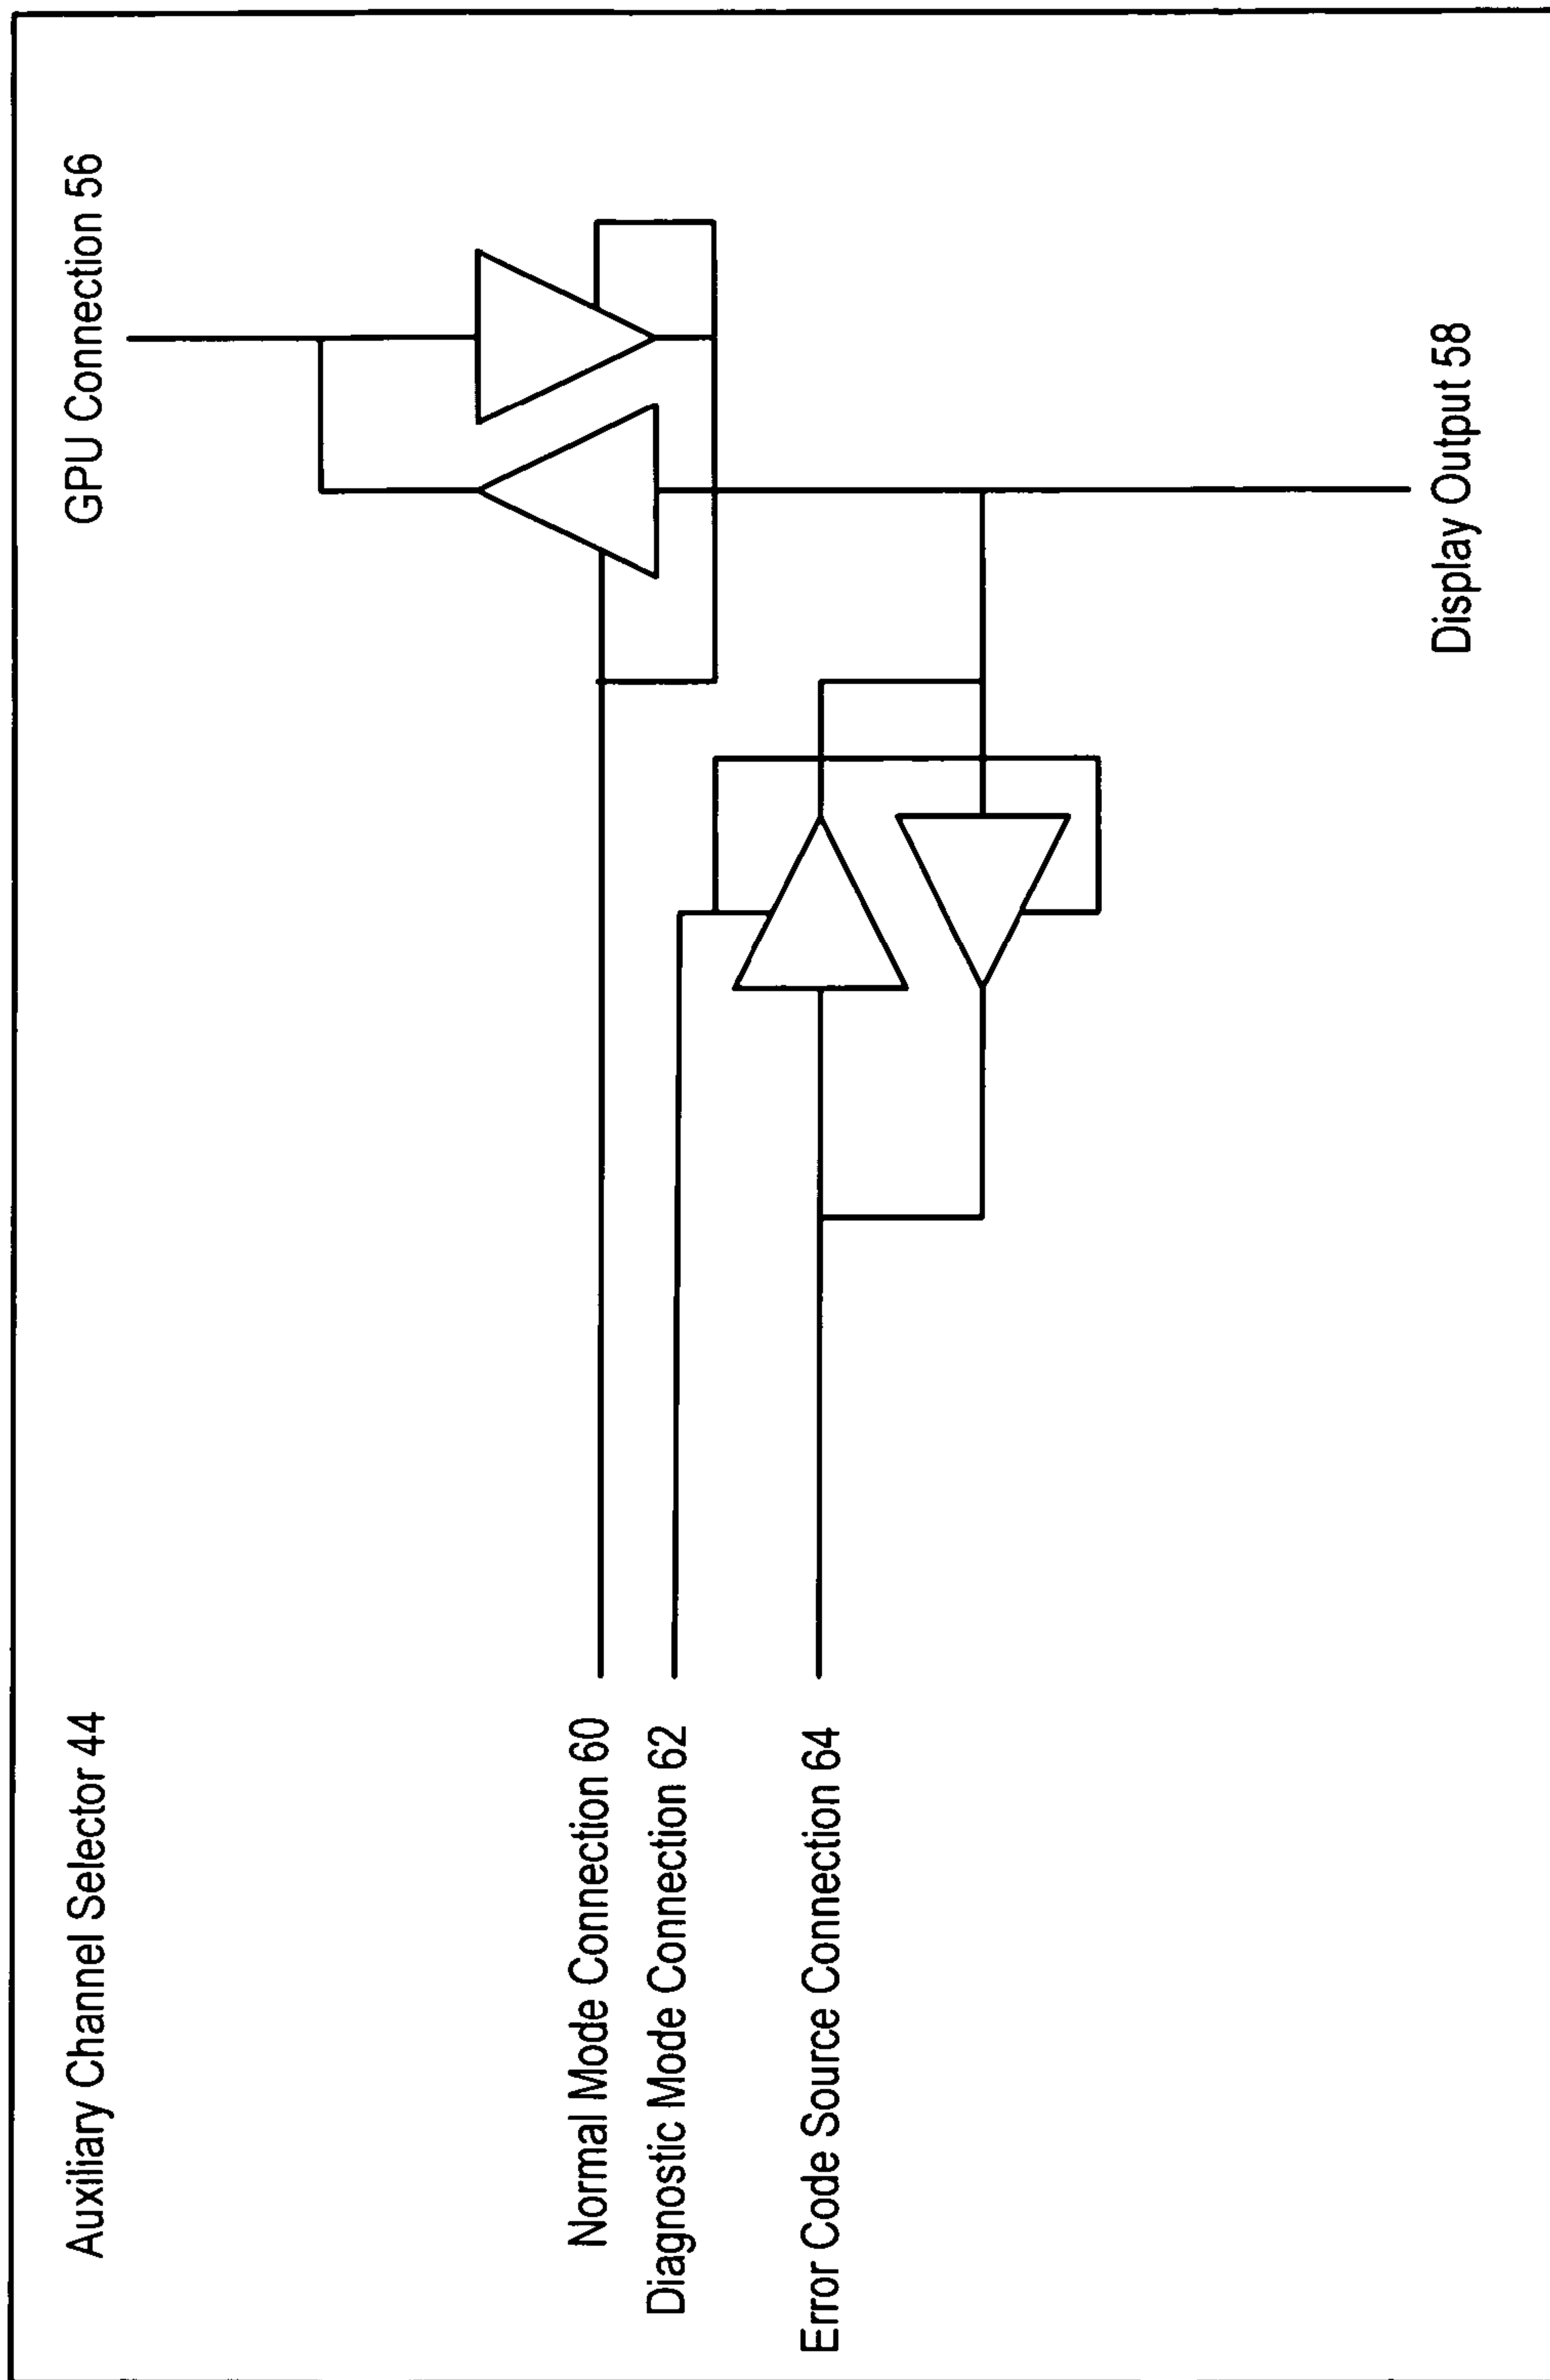 Auxiliary Channel Selector 44
GPU Connection 56
Normal Mode Connection 60
Diagnostic Mode Connection 62
Error Code Source Connection 64
Display Output 58